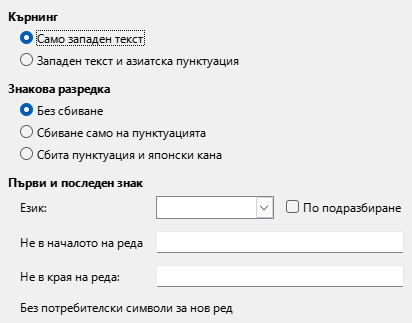 Кърнинг
Само западен текст
Западен текст и азиатска пунктуация
Знакова разредка
Без сбиване
Сбиване само на пунктуацията
Сбита пунктуация и японски кана
Първи и последен знак
Език:
По подразбиране
Не в началото на реда
Не в края на реда:
Без потребителски символи за нов ред